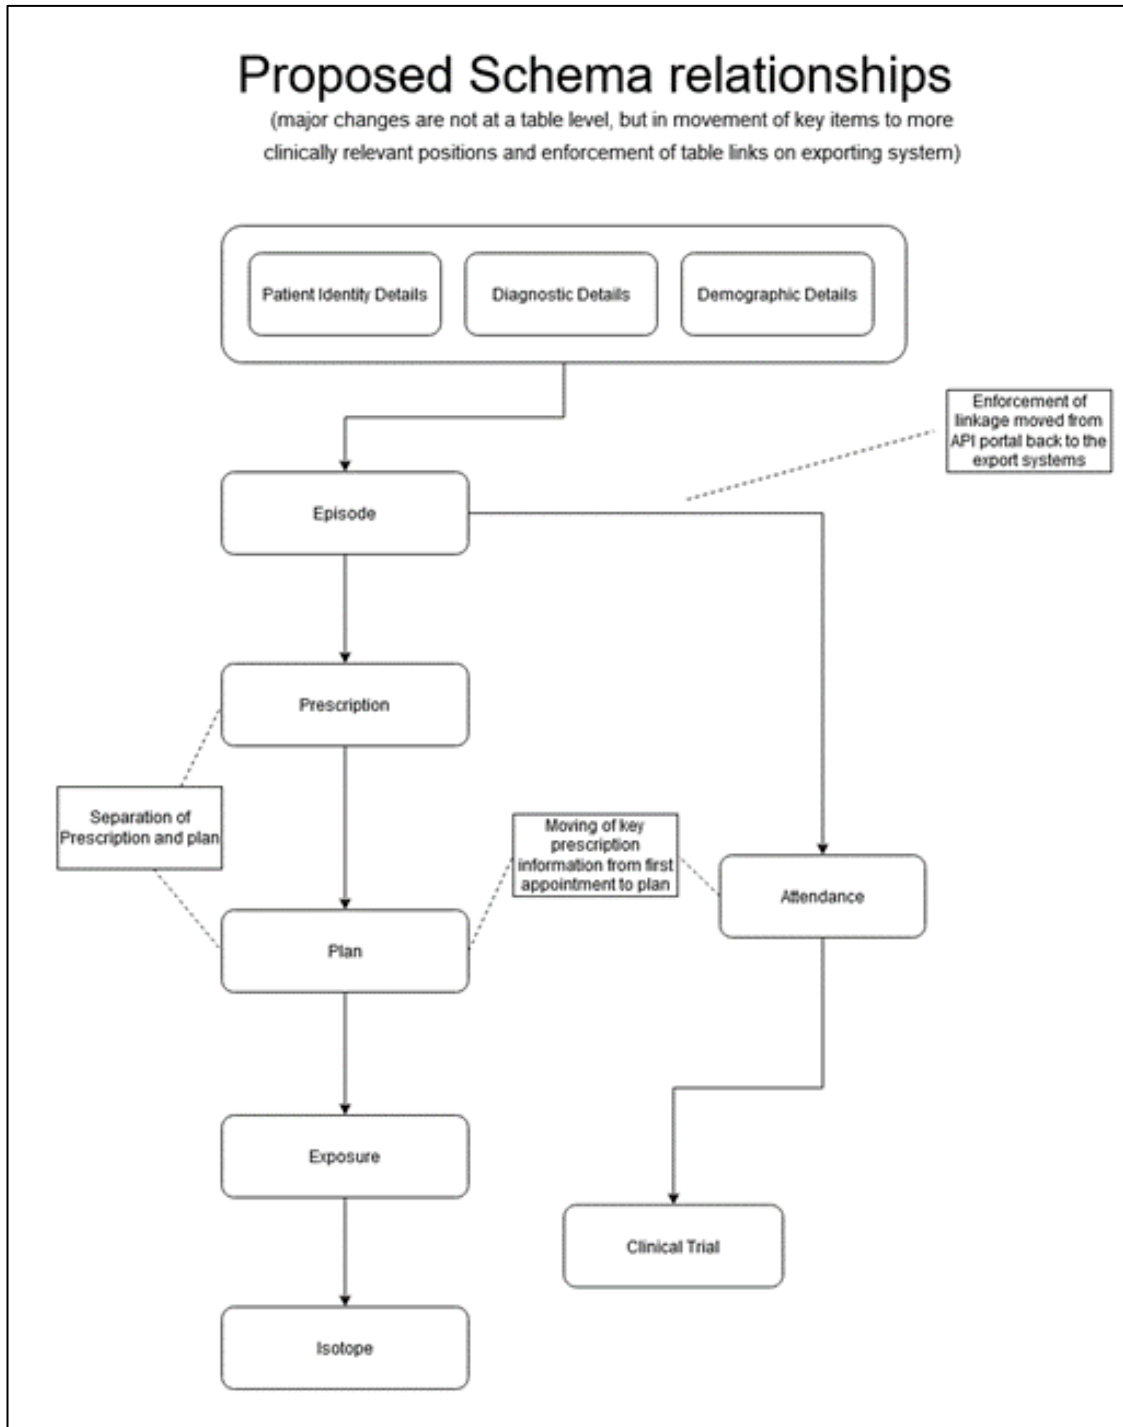 Proposed Schema relationships
(major changes are not at a table level, but in movement of key items to more
clinically relevant positions and enforcement of table links on exporting system)
Patient Identity Details
Diagnostic Details
Demographic Details
Enforcement of
linkage moved from
API portal back to the
export systems
Episode
Prescription
Separation of
Prescription and plan
Moving of key
prescription
information from first
appointment to plan
Attendance
Plan
Exposure
Clinical Trial
Isotope